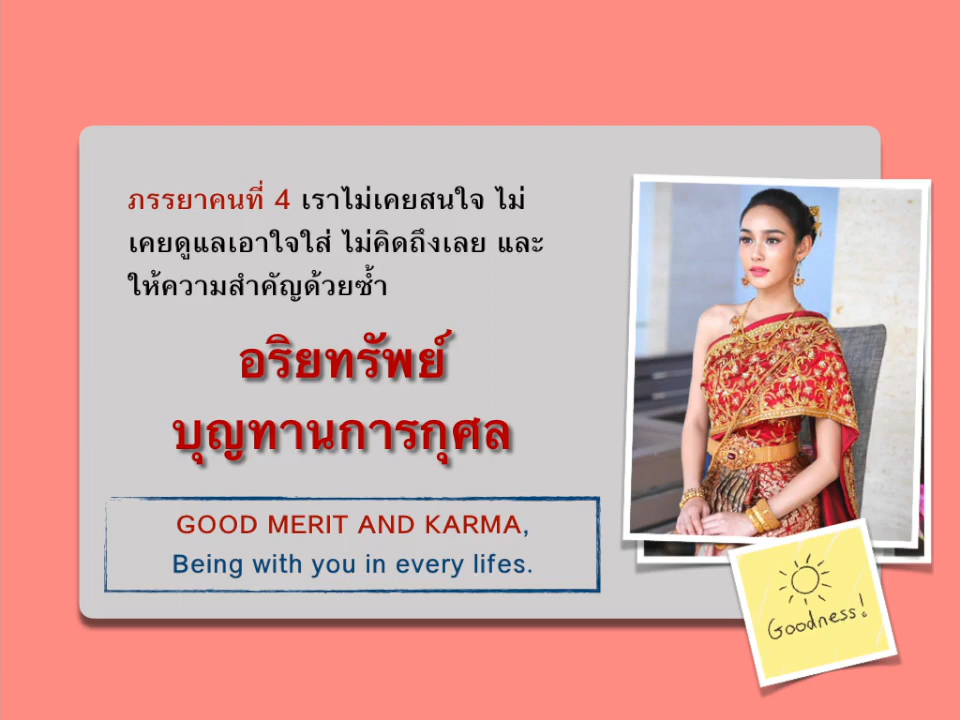 ภรรยาคนที่ 4 เราไม่เคยสนใจ ไม่
เคยดูแลเอาใจใส่ ไม่คิดถึงเลย และ
ให้ความสำคัญด้วยซ้ำ
อริยทรัพย์
บุญทานการกุศล
GOOD MERIT AND KARMA,
Being with you in every lifes.
Goodness!